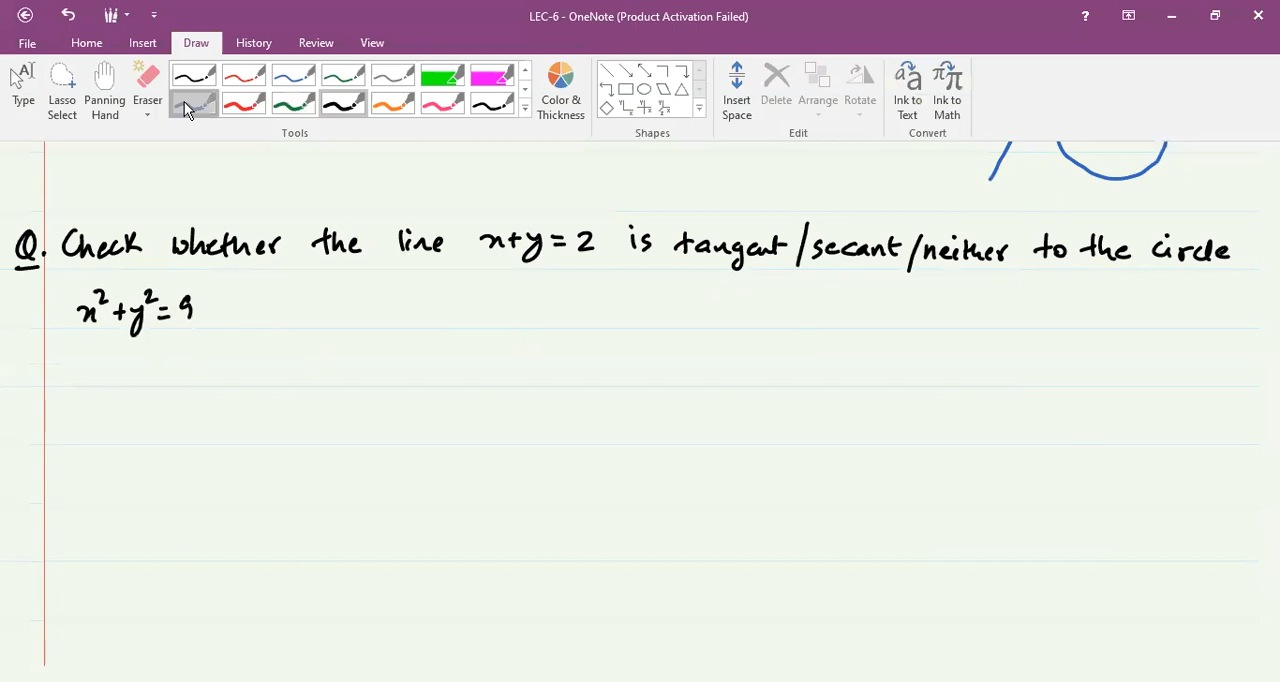 LEC-6 - OneNote (Product Activation Failed)
?
File Home Insert Draw History Review View
Type
Lasso Select
Panning Hand
Eraser
Color & Thickness
Insert Space
Delete
Arrange
Rotate
Ink to Text
Ink to Math
Tools
Shapes
Edit
Convert
Q. Check whether the line x+y=2 is tangent/secant/neither to the circle
x²+y²=9